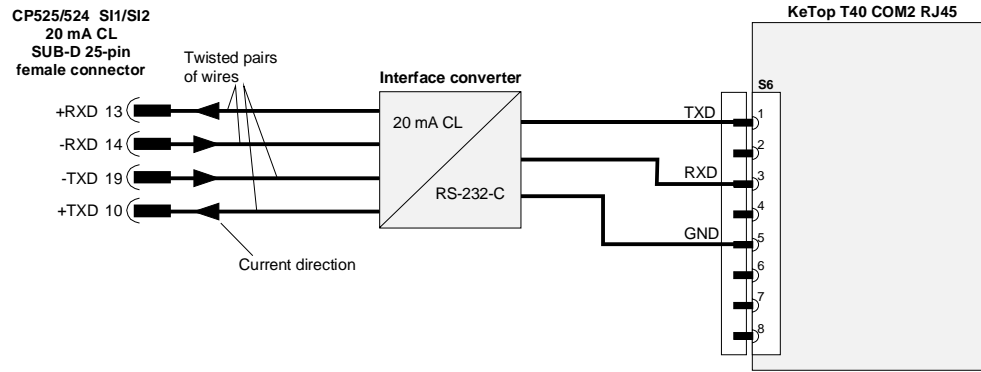 CP525/524 SI1/SI2
20 mA CL
SUB-D 25-pin
female connector
Twisted pairs
of wires
Interface converter
KeTop T40 COM2 RJ45
S6
+RXD 13
-RXD 14
-TXD 19
+TXD 10
20 mA CL
RS-232-C
Current direction
TXD
RXD
GND
1
2
3
4
5
6
7
8